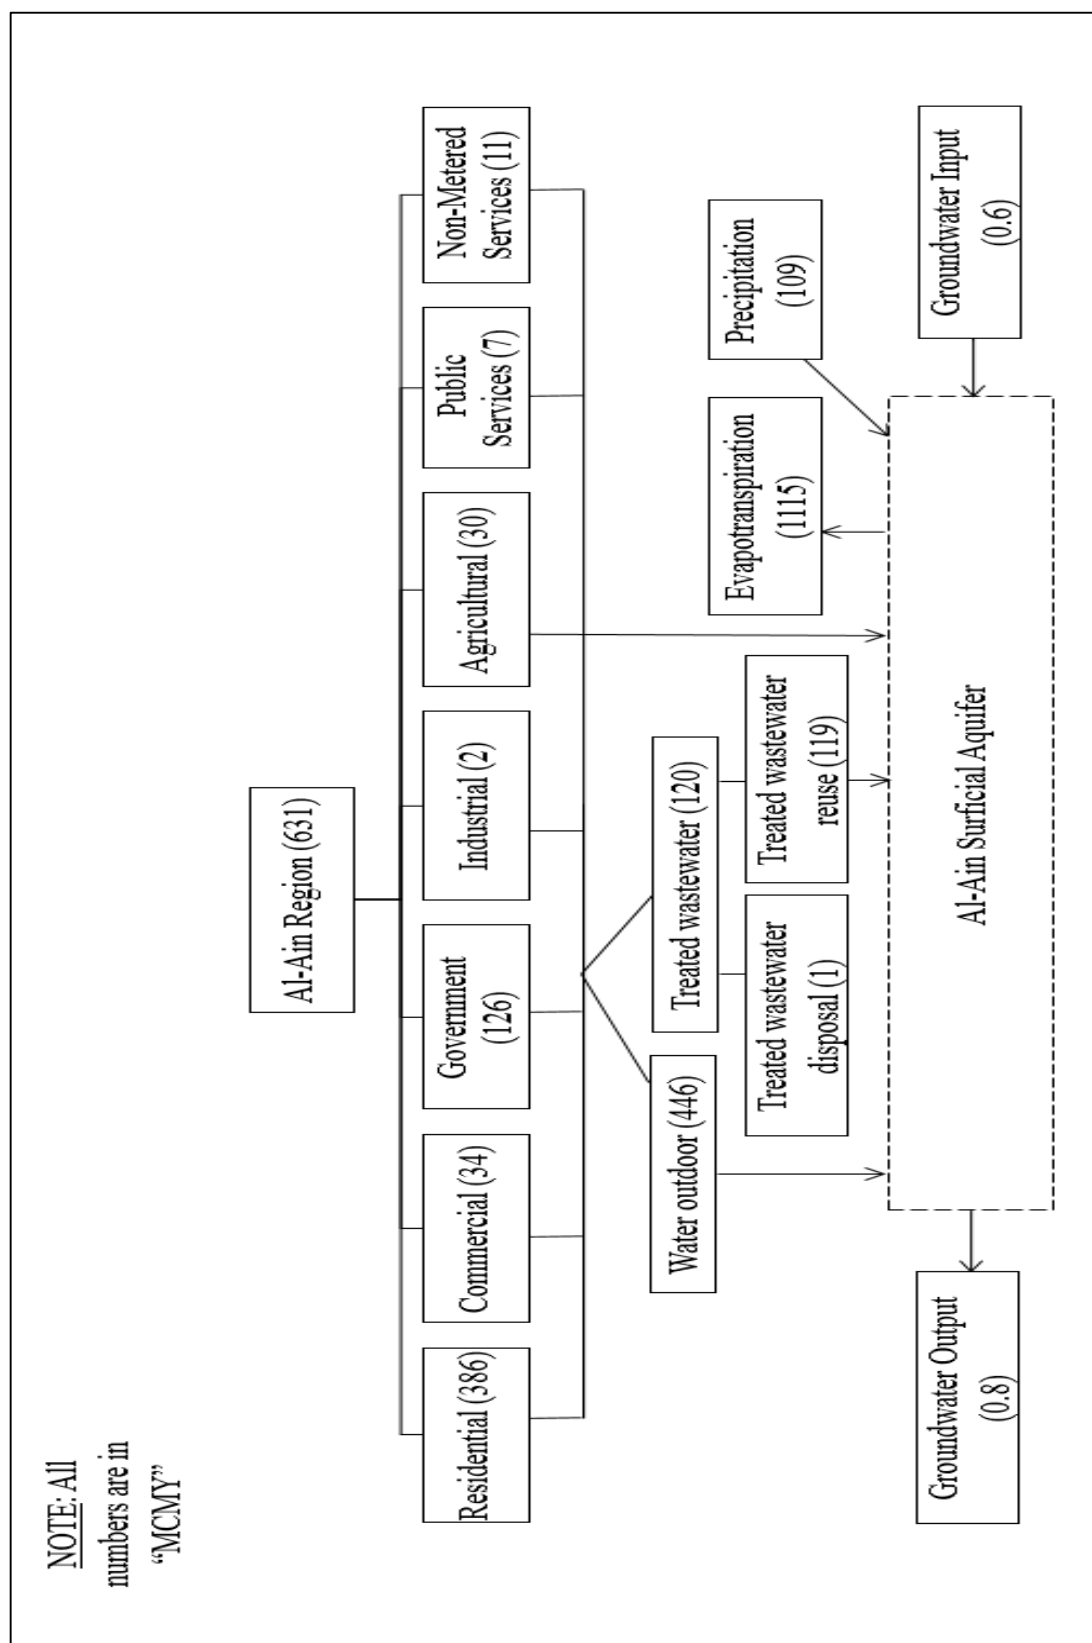 NOTE: All
numbers are in
“MCMY”
Al-Ain Region (631)
Residential (386)
Commercial (34)
Government
(126)
Industrial (2)
Agricultural (30)
Public
Services (7)
Non-Metered
Services (11)
Water outdoor (446)
Treated wastewater (120)
Treated wastewater
disposal (1)
Treated wastewater
reuse (119)
Evapotranspiration
(1115)
Precipitation
(109)
Groundwater Output
(0.8)
Al-Ain Surficial Aquifer
Groundwater Input
(0.6)